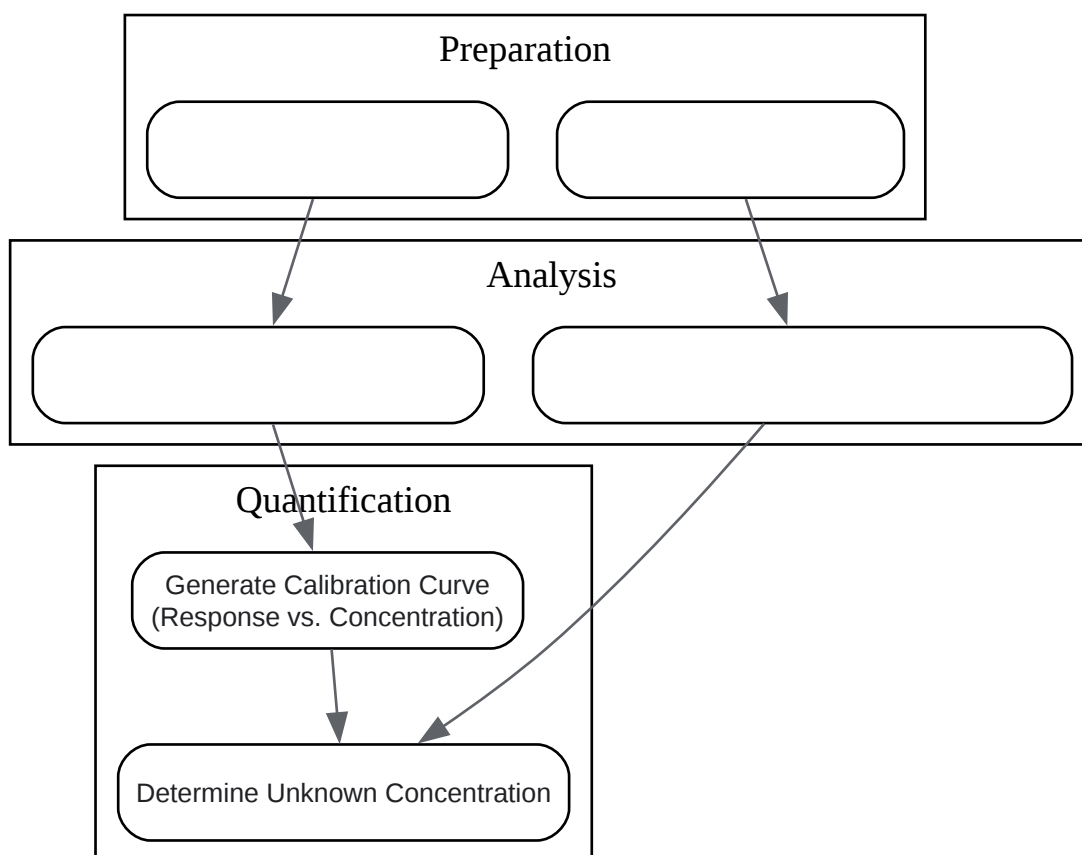 Preparation
Analysis
Quantification
Generate Calibration Curve
(Response vs. Concentration)
Determine Unknown Concentration